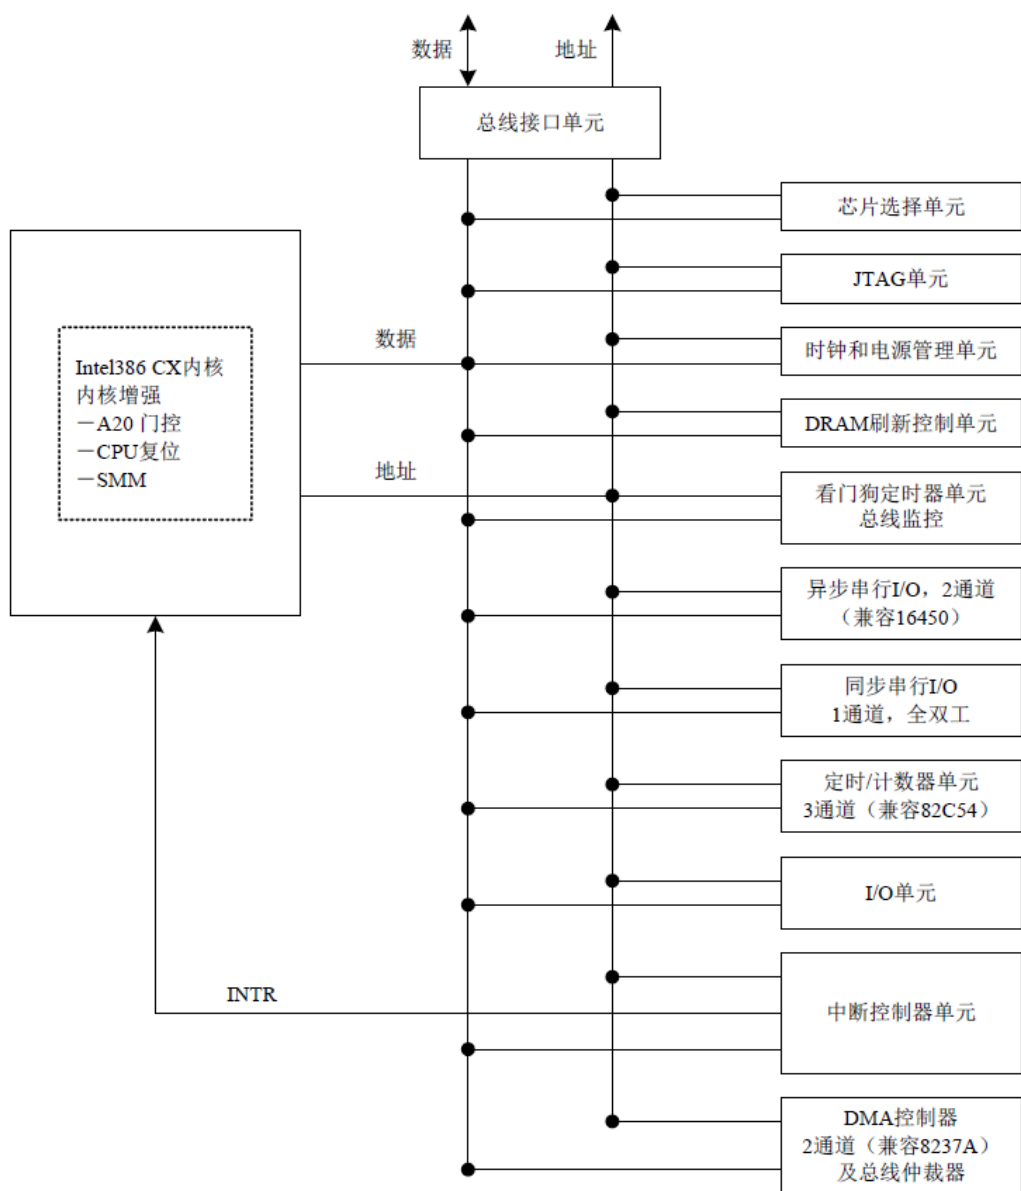 数据
地址
总线接口单元
芯片选择单元
JTAG单元
数据
时钟和电源管理单元
Intel386 CX内核
内核增强
－A20 门控
－CPU复位
－SMM
DRAM刷新控制单元
地址
看门狗定时器单元
总线监控
异步串行I/O，2通道
（兼容16450）
同步串行I/O
1通道，全双工
定时/计数器单元
3通道（兼容82C54）
I/O单元
INTR
中断控制器单元
DMA控制器
2通道（兼容8237A）
及总线仲裁器